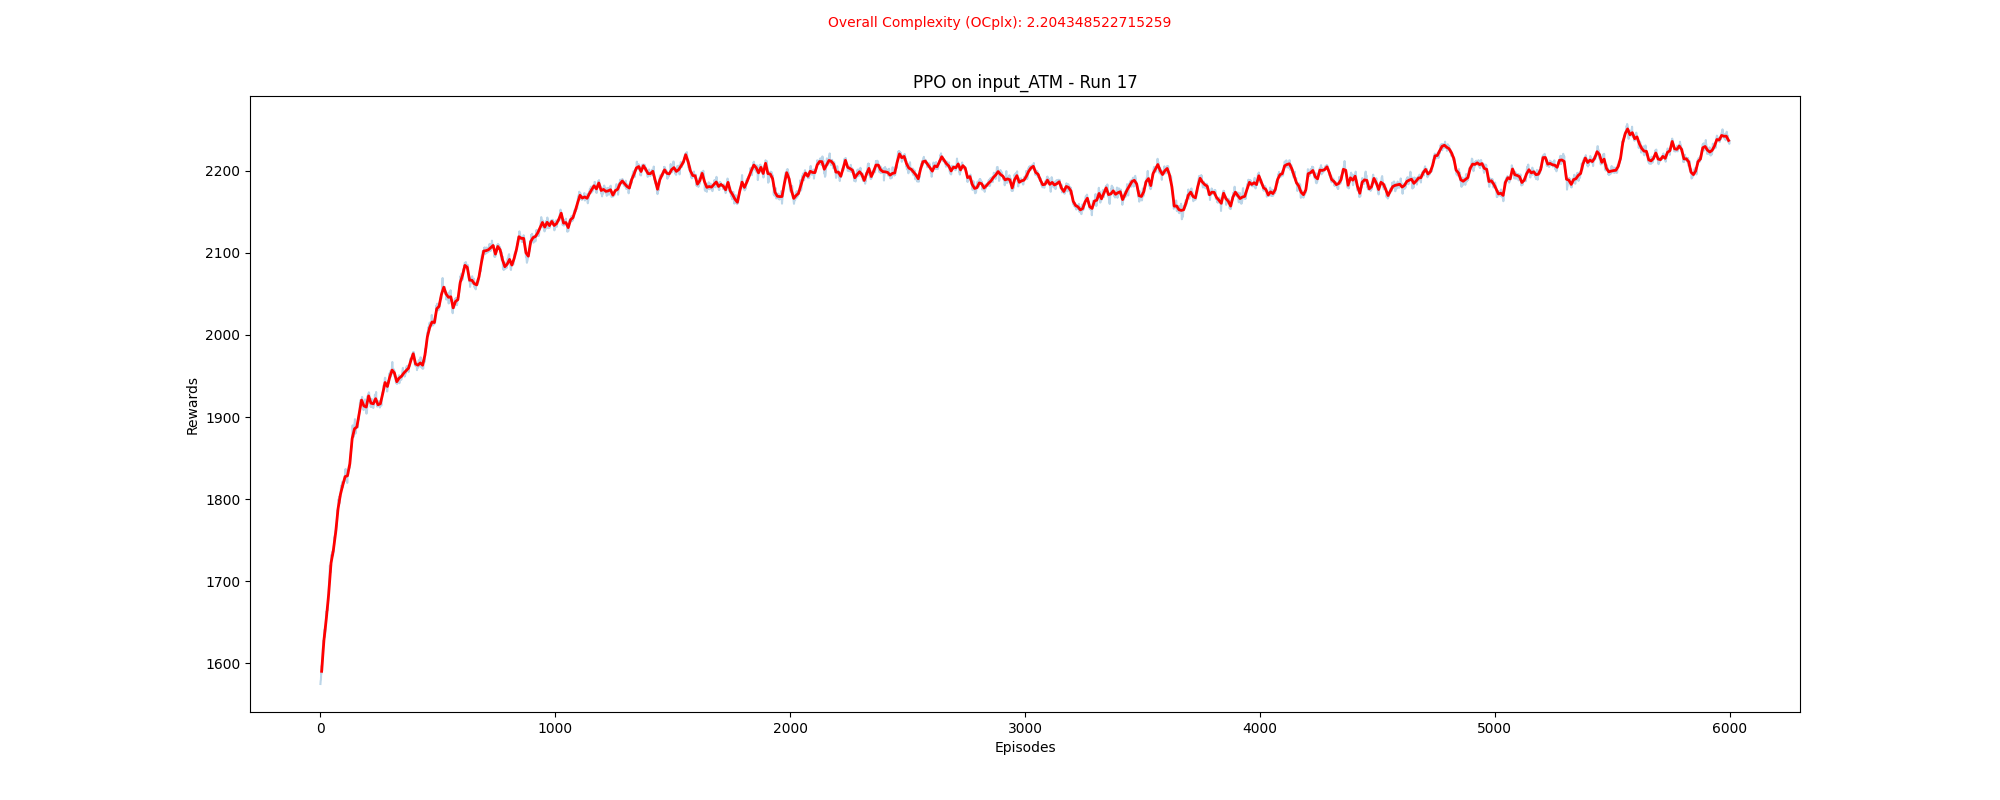 Overall Complexity (OCplx): 2.204348522715259
PPO on input_ATM - Run 17
2200
2100
2000
1900
1800
1700
1600
Rewards
0 1000 2000 3000 4000 5000 6000
Episodes